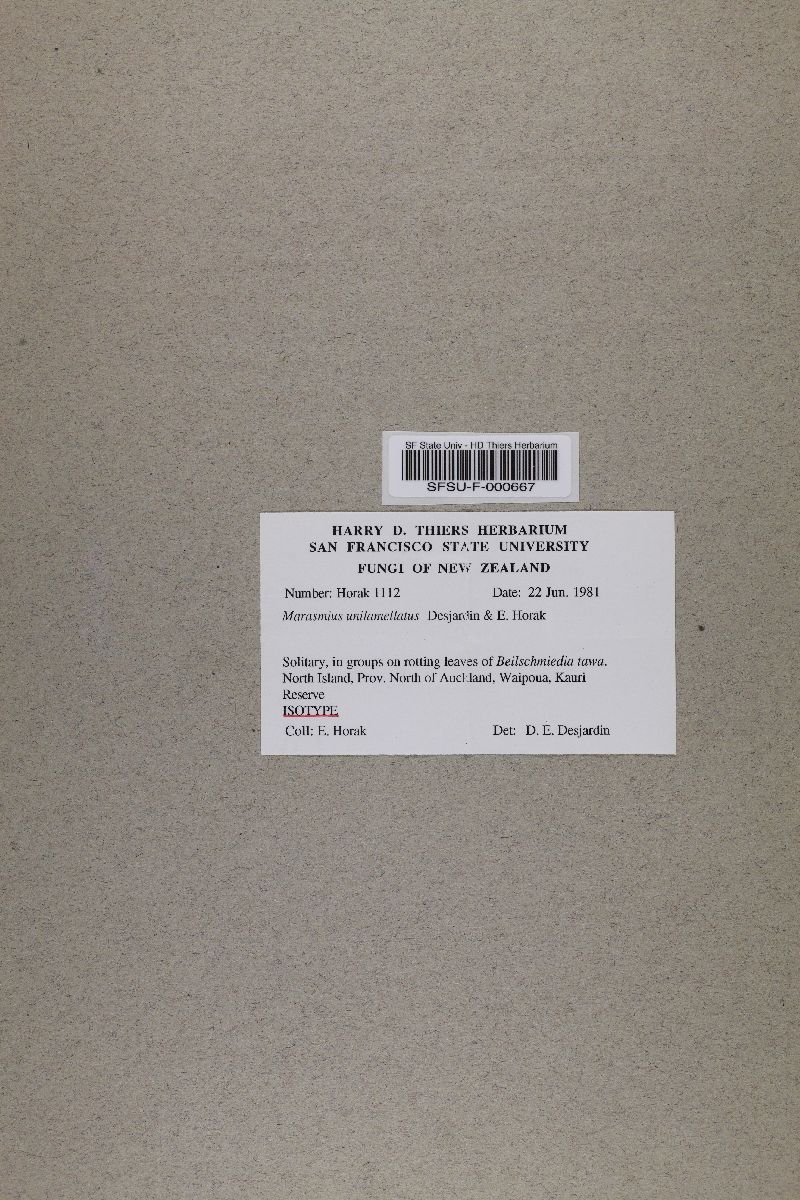 SF State Univ - HD Thiers Herbarium
SFSU-F-000667
HARRY D. THIERS HERBARIUM
SAN FRANCISCO STATE UNIVERSITY
FUNGI OF NEW ZEALAND
Number: Horak 1112 Date: 22 Jun. 1981
Marasmius unilamellatus Desjardin & E. Horak
Solitary, in groups on rotting leaves of Beilschmiedia tawa.
North Island, Prov. North of Auckland, Waipoua, Kauri
Reserve
ISOTYPE
Coll: E. Horak Det: D. E. Desjardin